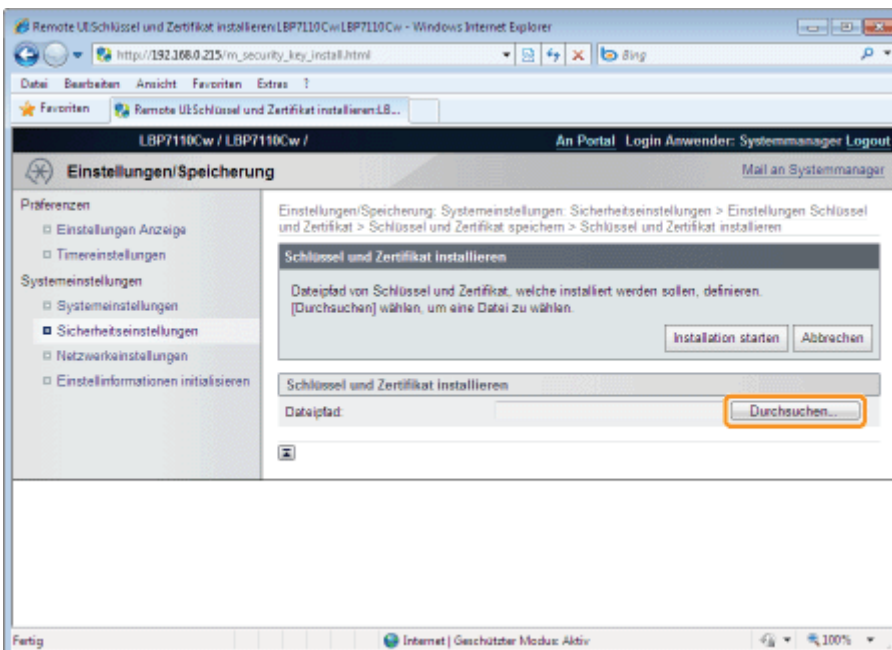 Remote UI:Schlüssel und Zertifikat installieren:LBP7110Cw:LBP7110Cw - Windows Internet Explorer
http://192.168.0.215/m_security_key_install.html
Bing
Datei Bearbeiten Ansicht Favoriten Extras ?
Favoriten Remote UI:Schlüssel und Zertifikat installieren:LB...
LBP7110Cw / LBP7110Cw / An Portal Login Anwender: Systemmanager Logout
Einstellungen/Speicherung Mail an Systemmanager
Präferenzen
Einstellungen Anzeige
Timereinstellungen
Systemeinstellungen
Systemeinstellungen
Sicherheitseinstellungen
Netzwerkeinstellungen
Einstellinformationen initialisieren
Einstellungen/Speicherung: Systemeinstellungen: Sicherheitseinstellungen > Einstellungen Schlüssel
und Zertifikat > Schlüssel und Zertifikat speichern > Schlüssel und Zertifikat installieren
Schlüssel und Zertifikat installieren
Dateipfad von Schlüssel und Zertifikat, welche installiert werden sollen, definieren.
[Durchsuchen] wählen, um eine Datei zu wählen.
Installation starten Abbrechen
Schlüssel und Zertifikat installieren
Dateipfad: Durchsuchen...
Fertig Internet | Geschützter Modus: Aktiv 100%